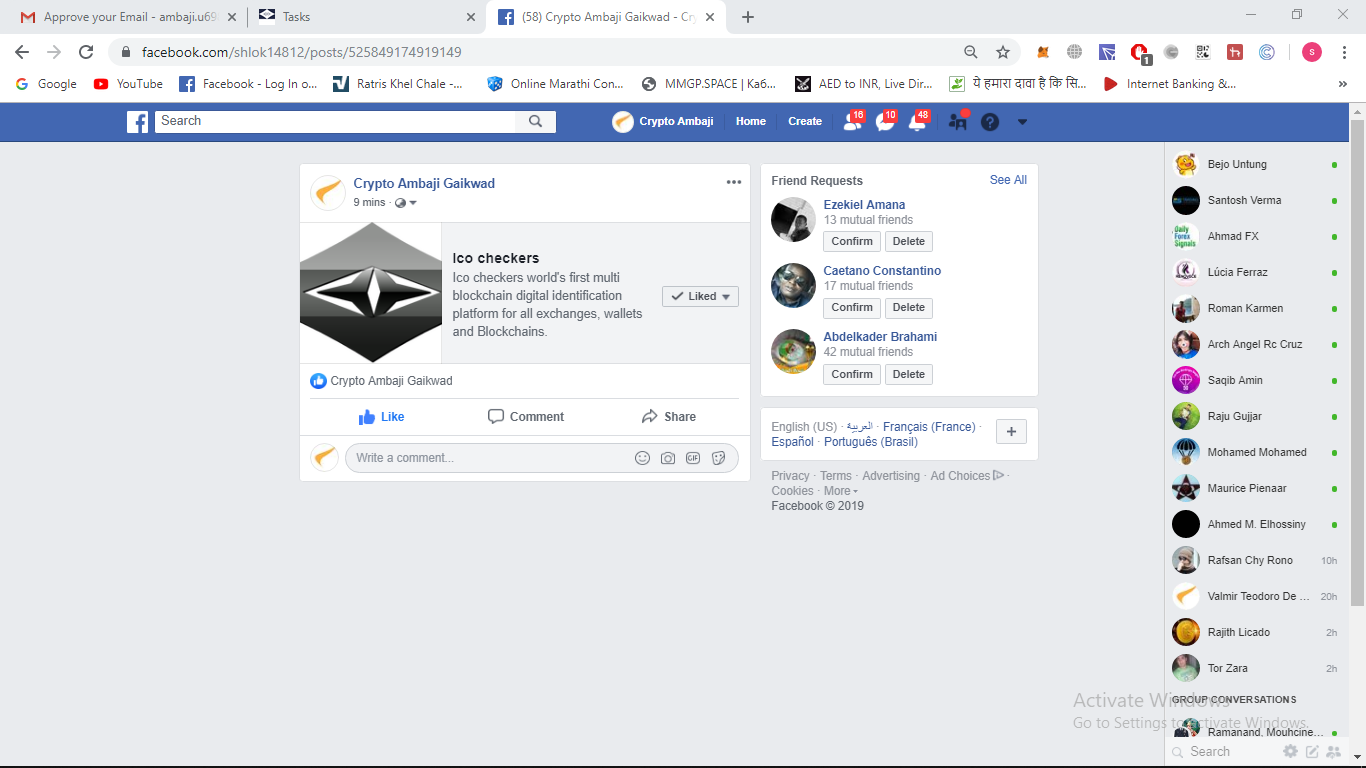 Approve your Email - ambaji.u69
Tasks
(58) Crypto Ambaji Gaikwad - Cry
facebook.com/shlok14812/posts/525849174919149
1
s
Google
YouTube
Facebook - Log In o...
Ratris Khel Chale -...
Online Marathi Con...
MMGP.SPACE | Ka6...
AED to INR, Live Dir...
ये हमारा दावा है कि सि...
Internet Banking &...
»
Search
Crypto Ambaji
Home
Create
16
10
48
Crypto Ambaji Gaikwad
9 mins ·
Ico checkers
Ico checkers world's first multi
blockchain digital identification
platform for all exchanges, wallets
and Blockchains.
Liked
Crypto Ambaji Gaikwad
Like
Comment
Share
Write a comment...
GIF
Friend Requests
See All
Ezekiel Amana
13 mutual friends
Confirm
Delete
Caetano Constantino
17 mutual friends
Confirm
Delete
Abdelkader Brahami
42 mutual friends
Confirm
Delete
English (US) · العربية · Français (France) ·
Español · Português (Brasil)
Privacy · Terms · Advertising · Ad Choices ·
Cookies · More
Facebook © 2019
Bejo Untung
Santosh Verma
Daily
Forex
Signals
Ahmad FX
Lúcia Ferraz
Roman Karmen
Arch Angel Rc Cruz
Saqib Amin
Raju Gujjar
Mohamed Mohamed
Maurice Pienaar
Ahmed M. Elhossiny
Rafsan Chy Rono
10h
Valmir Teodoro De ...
20h
Rajith Licado
2h
Tor Zara
2h
GROUP CONVERSATIONS
Activate Windows
Go to Settings to activate Windows.
Ramanand, Mouhcine...
Search